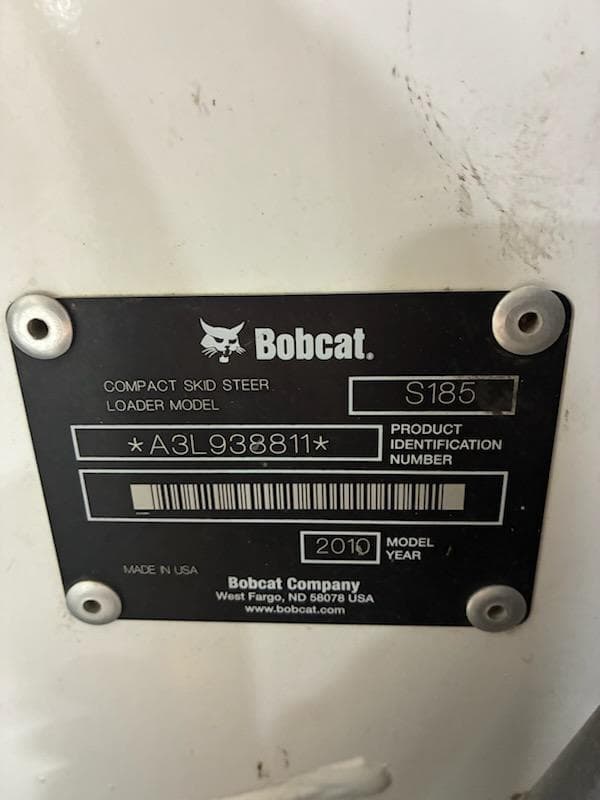 Bobcat.
COMPACT SKID STEER
LOADER MODEL
S185
*A3L938811*
PRODUCT
IDENTIFICATION
NUMBER
2010
MODEL
YEAR
MADE IN USA
Bobcat Company
West Fargo, ND 58078 USA
www.bobcat.com